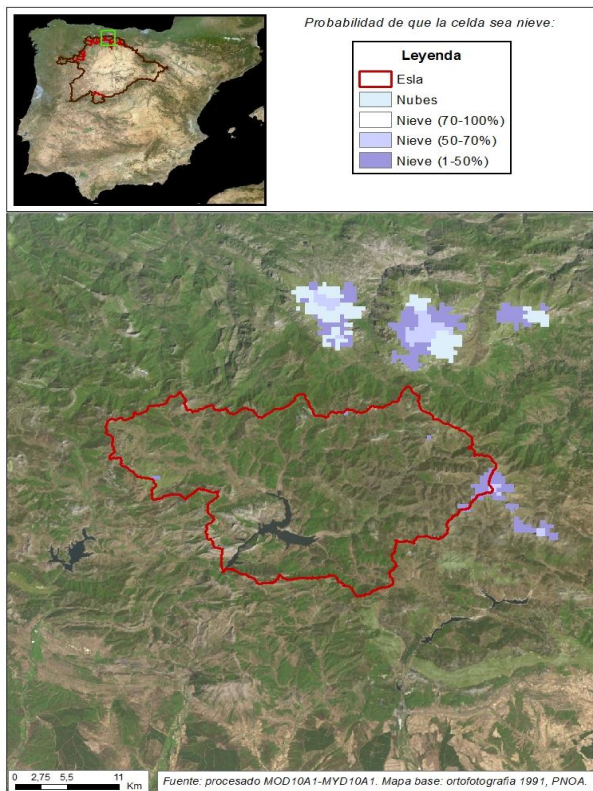 Probabilidad de que la celda sea nieve:
Leyenda
Esla
Nubes
Nieve (70-100%)
Nieve (50-70%)
Nieve (1-50%)
0 2,75 5,5 11
Km
Fuente: procesado MOD10A1-MYD10A1. Mapa base: ortofotografia 1991, PNOA.